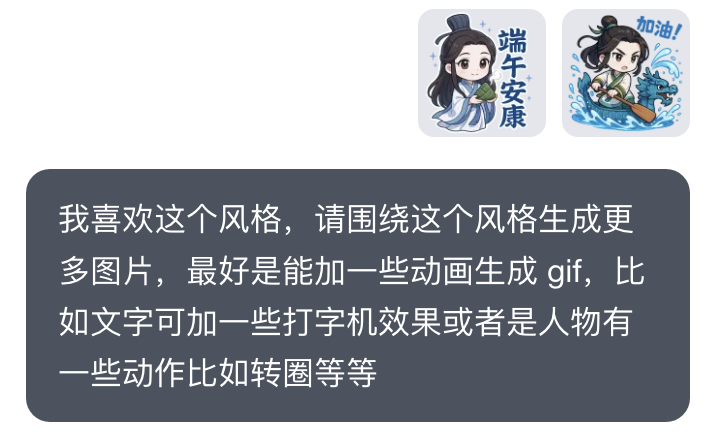 端午安康
加油！
我喜欢这个风格，请围绕这个风格生成更
多图片，最好是能加一些动画生成 gif，比
如文字可加一些打字机效果或者是人物有
一些动作比如转圈等等